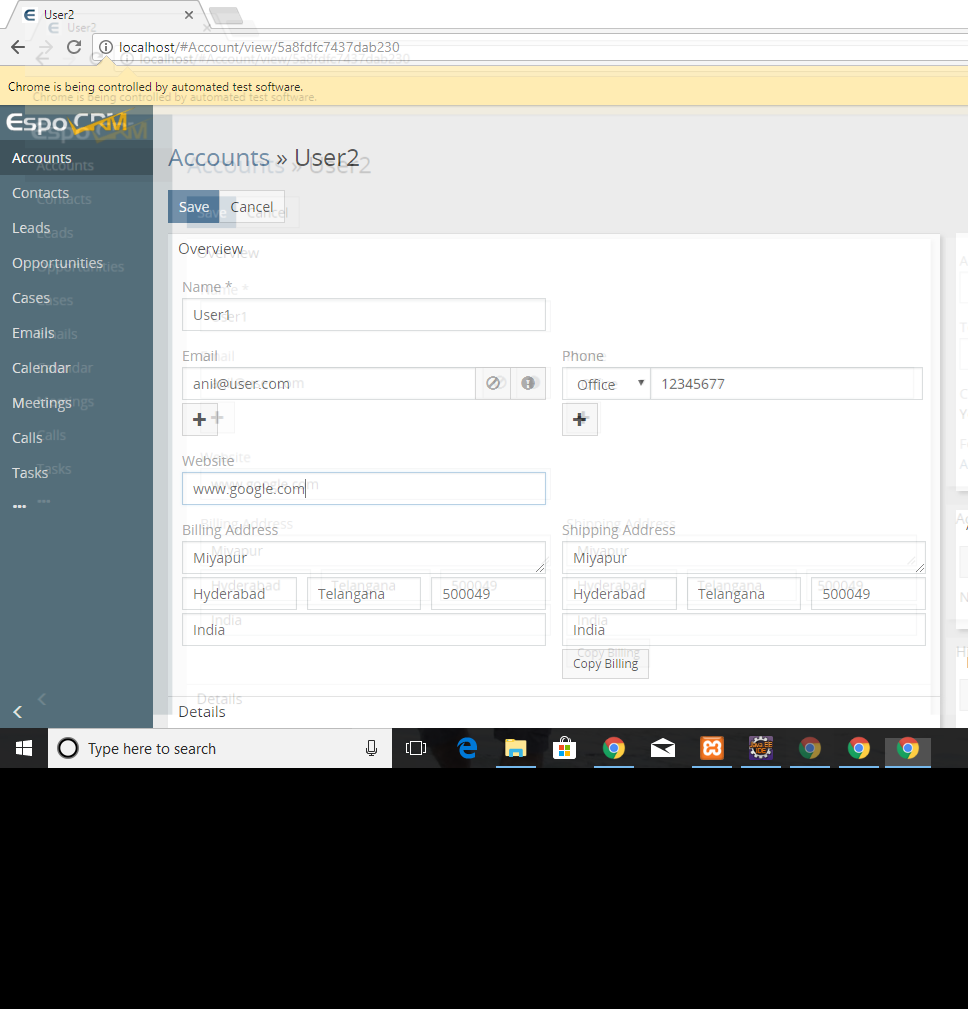 User2
localhost/#Account/view/5a8fdfc7437dab230
Chrome is being controlled by automated test software.
EspoCRM
Accounts
Contacts
Leads
Opportunities
Cases
Emails
Calendar
Meetings
Calls
Tasks
...
Accounts » User2
Save Cancel
Overview
Name *
User1
Email Phone
anil@user.com Office 12345677
Website
www.google.com
Billing Address Shipping Address
Miyapur Miyapur
Hyderabad Telangana 500049 Hyderabad Telangana 500049
India India
Copy Billing
Details
Type here to search